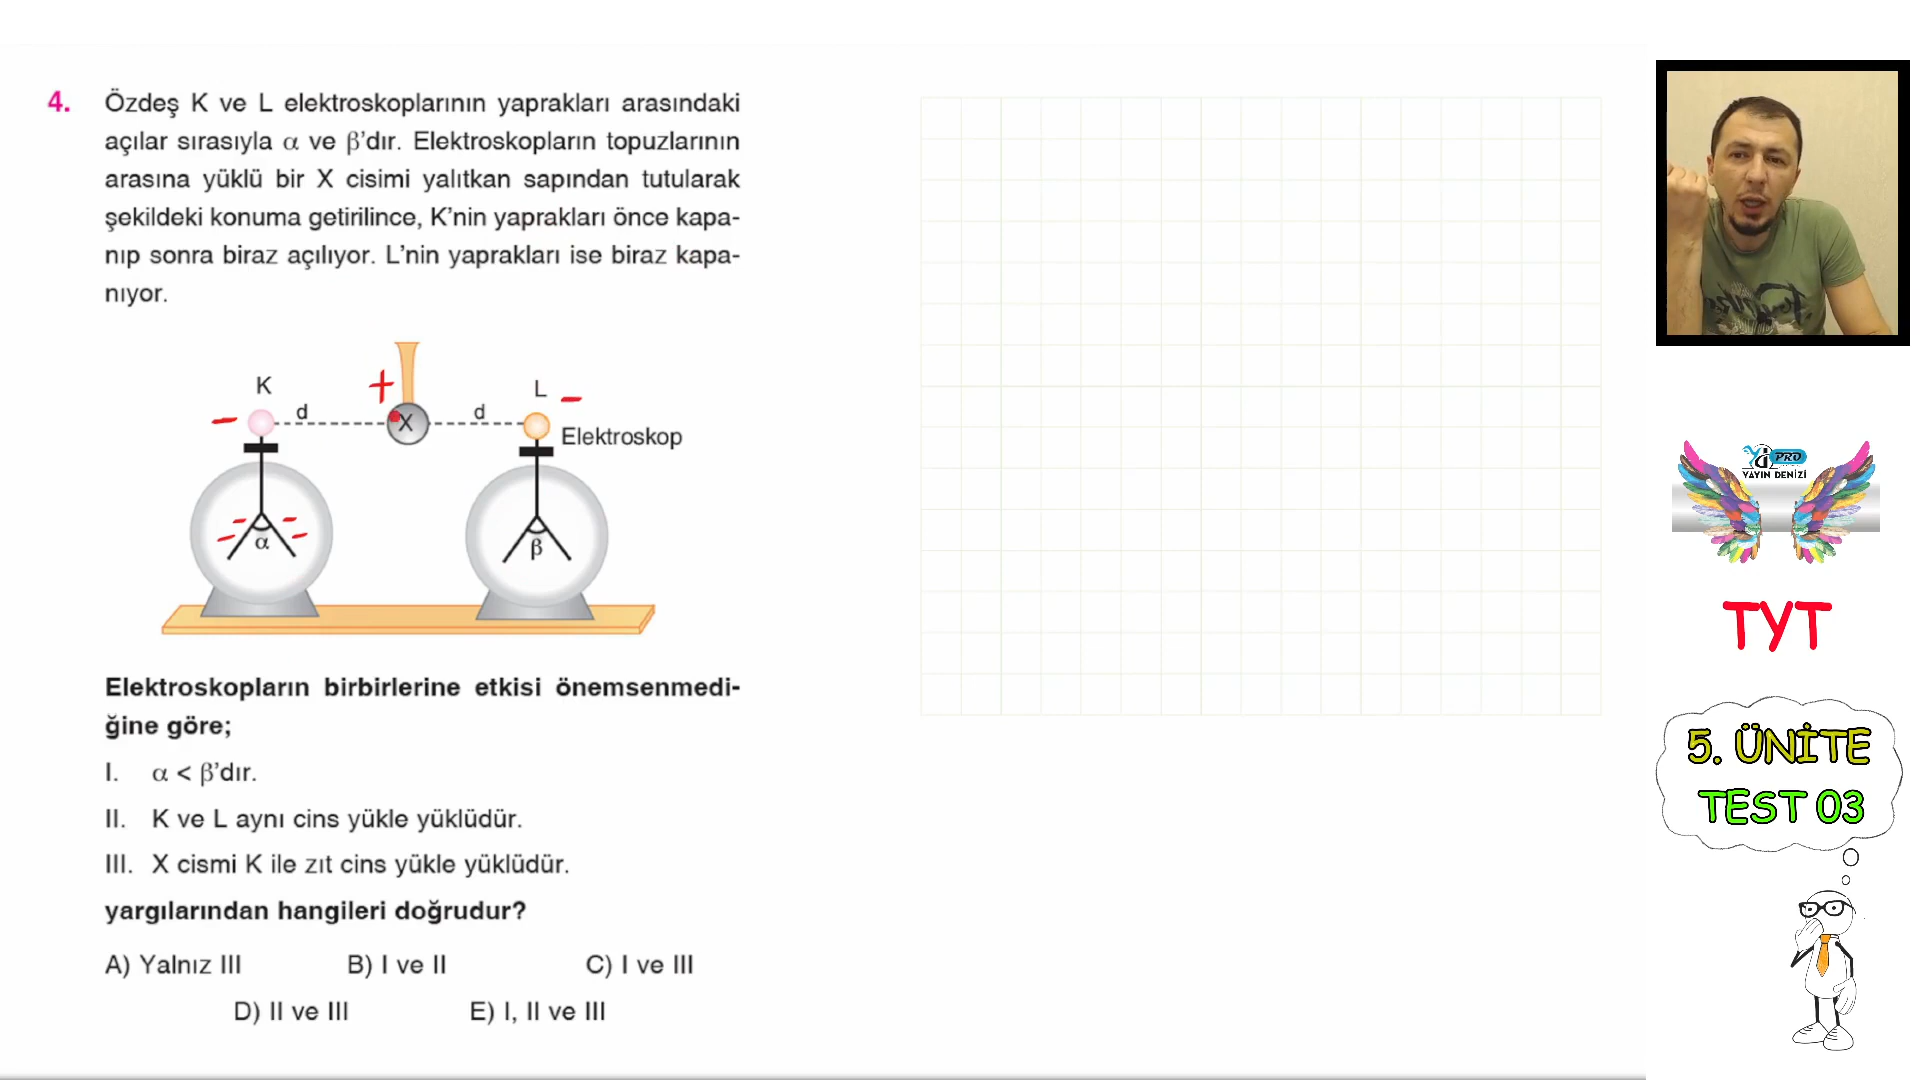 4. Özdeş K ve L elektroskoplarının yaprakları arasındaki
açılar sırasıyla α ve β'dır. Elektroskopların topuzlarının
arasına yüklü bir X cisimi yalıtkan sapından tutularak
şekildeki konuma getirilince, K'nin yaprakları önce kapa-
nıp sonra biraz açılıyor. L'nin yaprakları ise biraz kapa-
nıyor.
K + L -
- d X d
Elektroskop
- - - -
α β
Elektroskopların birbirlerine etkisi önemsenmedi-
ğine göre;
I. α < β'dır.
II. K ve L aynı cins yükle yüklüdür.
III. X cismi K ile zıt cins yükle yüklüdür.
yargılarından hangileri doğrudur?
A) Yalnız III B) I ve II C) I ve III
D) II ve III E) I, II ve III
PRO
YAYIN DENİZİ
TYT
5. ÜNİTE
TEST 03